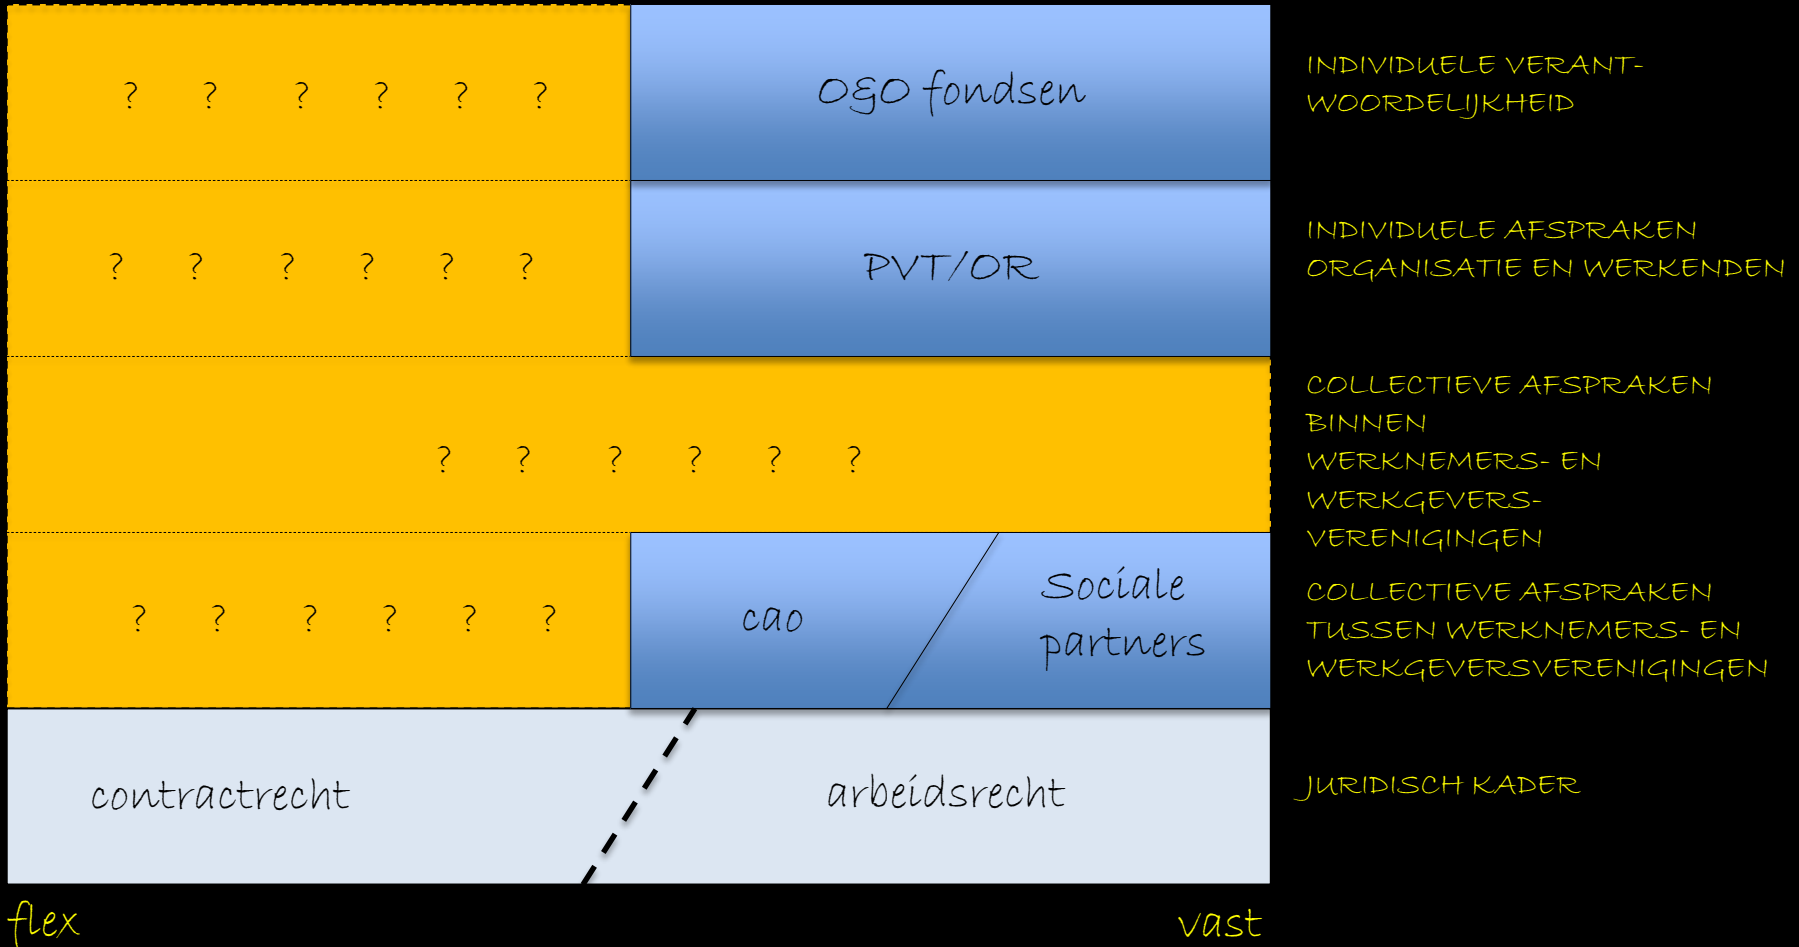 ? ? ? ? ? ?
O&O fondsen
INDIVIDUELE VERANT-
WOORDELIJKHEID
? ? ? ? ? ?
PVT/OR
INDIVIDUELE AFSPRAKEN
ORGANISATIE EN WERKENDEN
? ? ? ? ? ?
COLLECTIEVE AFSPRAKEN
BINNEN
WERKNEMERS- EN
WERKGEVERS-
VERENIGINGEN
? ? ? ? ? ?
cao
Sociale
partners
COLLECTIEVE AFSPRAKEN
TUSSEN WERKNEMERS- EN
WERKGEVERSVERENIGINGEN
contractrecht
arbeidsrecht
JURIDISCH KADER
flex
vast